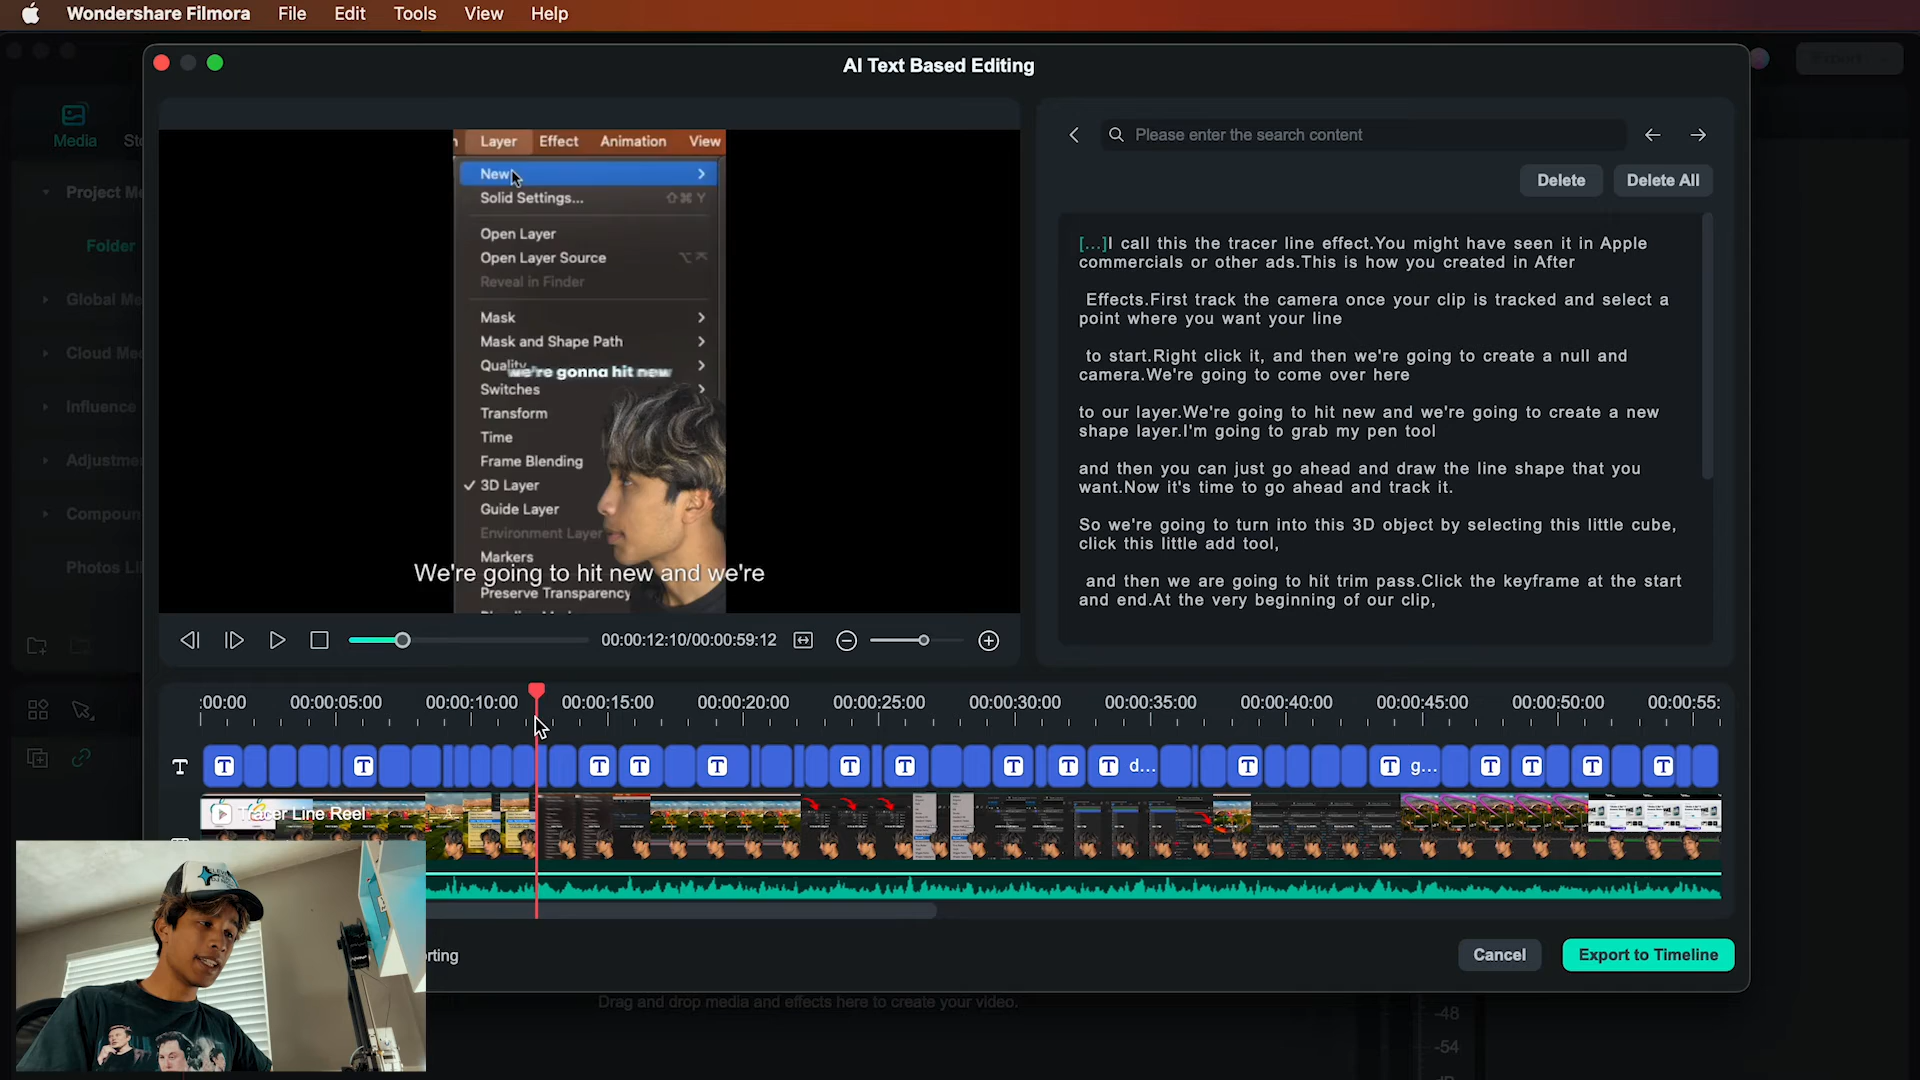 Wondershare Filmora File Edit Tools View Help
AI Text Based Editing
Media
Project Me
Folder
Global Me
Cloud Med
Influence
Adjustme
Compoun
Photos Li
Layer Effect Animation View
New
Solid Settings...
Open Layer
Open Layer Source
Reveal in Finder
Mask
Mask and Shape Path
Quality
we're gonna hit new
Switches
Transform
Time
Frame Blending
3D Layer
Guide Layer
Environment Layer
Markers
We're going to hit new and we're
Preserve Transparency
00:00:12:10/00:00:59:12
Please enter the search content
Delete Delete All
[...]I call this the tracer line effect.You might have seen it in Apple
commercials or other ads.This is how you created in After
Effects.First track the camera once your clip is tracked and select a
point where you want your line
to start.Right click it, and then we're going to create a null and
camera.We're going to come over here
to our layer.We're going to hit new and we're going to create a new
shape layer.I'm going to grab my pen tool
and then you can just go ahead and draw the line shape that you
want.Now it's time to go ahead and track it.
So we're going to turn into this 3D object by selecting this little cube,
click this little add tool,
and then we are going to hit trim pass.Click the keyframe at the start
and end.At the very beginning of our clip,
:00:00 00:00:05:00 00:00:10:00 00:00:15:00 00:00:20:00 00:00:25:00 00:00:30:00 00:00:35:00 00:00:40:00 00:00:45:00 00:00:50:00 00:00:55:
T T T T T T T T T T T d... T T g... T T T T
Tracer Line Reel
rting
Cancel Export to Timeline
Drag and drop media and effects here to create your video.
-48
-54